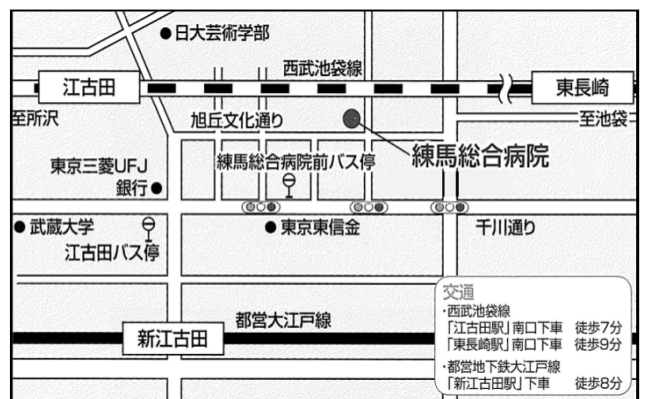 日大芸術学部
西武池袋線
江古田
東長崎
至所沢
旭丘文化通り
至池袋
練馬総合病院
東京三菱UFJ
銀行
練馬総合病院前バス停
武蔵大学
江古田バス停
東京東信金
千川通り
都営大江戸線
新江古田
交通
・西武池袋線
「江古田駅」南口下車 徒歩7分
「東長崎駅」南口下車 徒歩9分
・都営地下鉄大江戸線
「新江古田駅」下車 徒歩8分